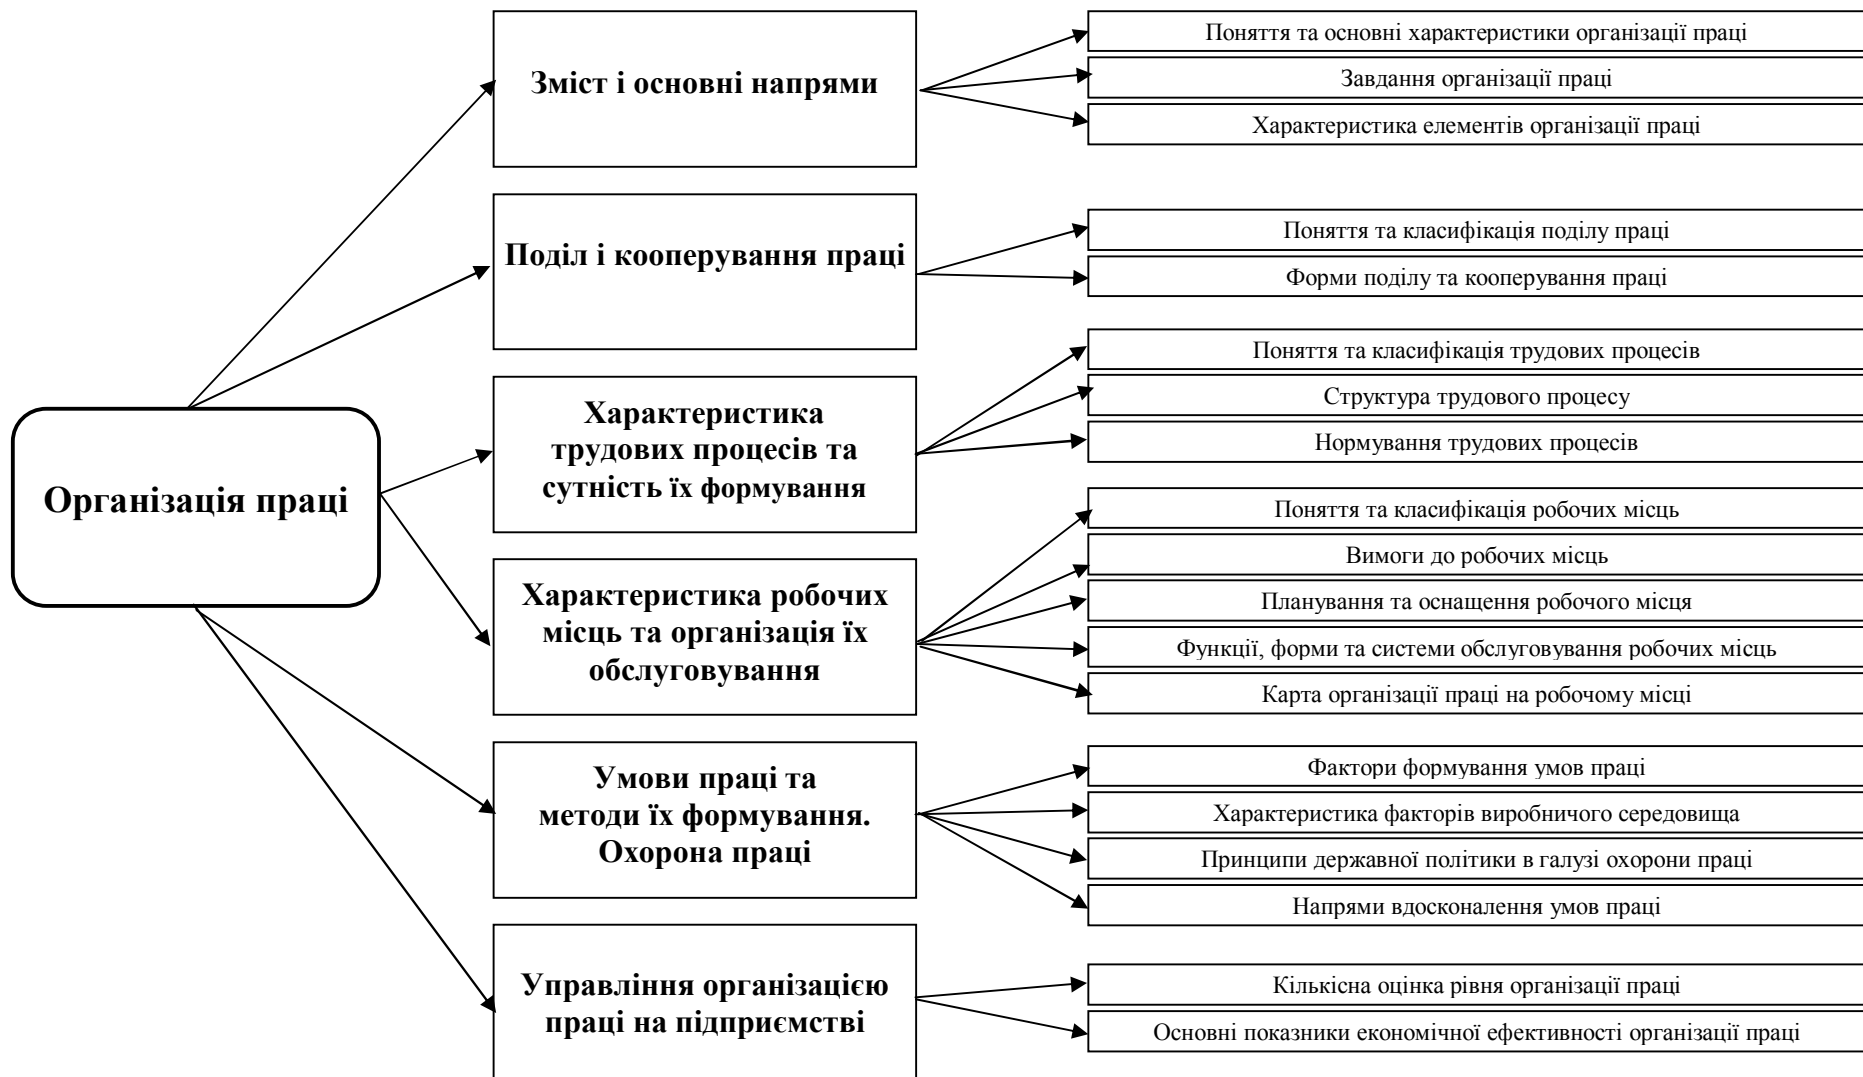 Організація праці
Зміст і основні напрями
Поняття та основні характеристики організації праці
Завдання організації праці
Характеристика елементів організації праці
Поділ і кооперування праці
Поняття та класифікація поділу праці
Форми поділу та кооперування праці
Характеристика
трудових процесів та
сутність їх формування
Поняття та класифікація трудових процесів
Структура трудового процесу
Нормування трудових процесів
Характеристика робочих
місць та організація їх
обслуговування
Поняття та класифікація робочих місць
Вимоги до робочих місць
Планування та оснащення робочого місця
Функції, форми та системи обслуговування робочих місць
Карта організації праці на робочому місці
Умови праці та
методи їх формування.
Охорона праці
Фактори формування умов праці
Характеристика факторів виробничого середовища
Принципи державної політики в галузі охорони праці
Напрями вдосконалення умов праці
Управління організацією
праці на підприємстві
Кількісна оцінка рівня організації праці
Основні показники економічної ефективності організації праці